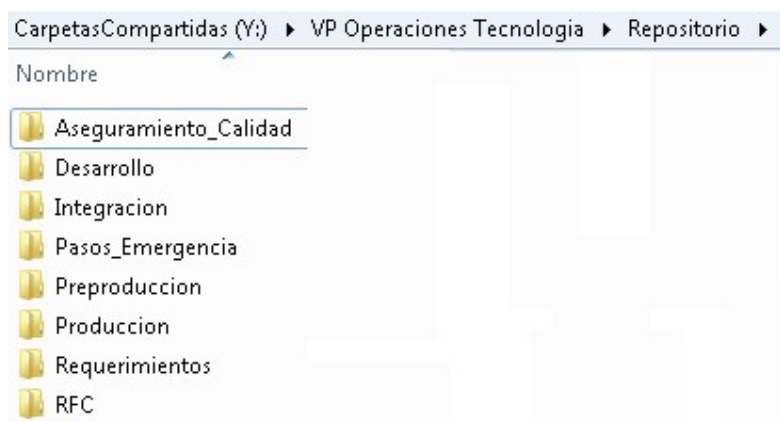 CarpetasCompartidas (Y:) ▸ VP Operaciones Tecnologia ▸ Repositorio ▸
Nombre
Aseguramiento_Calidad
Desarrollo
Integracion
Pasos_Emergencia
Preproduccion
Produccion
Requerimientos
RFC